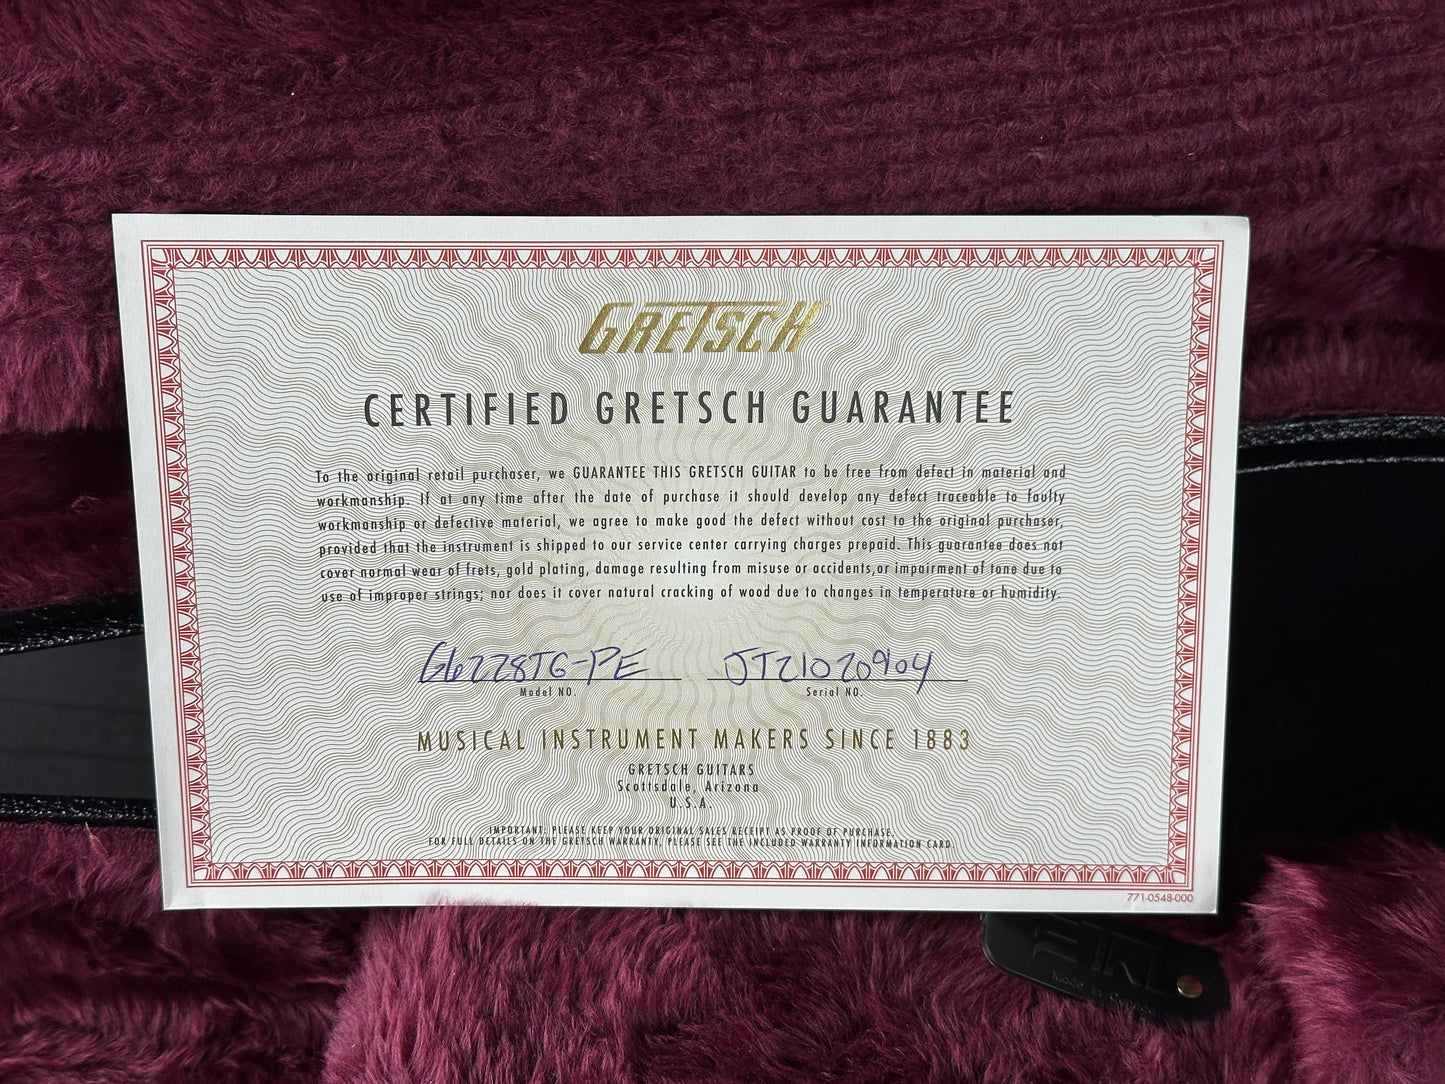 GRETSCH
CERTIFIED GRETSCH GUARANTEE
To the original retail purchaser, we GUARANTEE THIS GRETSCH GUITAR to be free from defect in material and
workmanship. If at any time after the date of purchase it should develop any defect traceable to faulty
workmanship or defective material, we agree to make good the defect without cost to the original purchaser,
provided that the instrument is shipped to our service center carrying charges prepaid. This guarantee does not
cover normal wear of frets, gold plating, damage resulting from misuse or accidents,or impairment of tone due to
use of improper strings; nor does it cover natural cracking of wood due to changes in temperature or humidity.
G6228TG-PE JT21020904
Model NO. Serial NO.
MUSICAL INSTRUMENT MAKERS SINCE 1883
GRETSCH GUITARS
Scottsdale, Arizona
U.S.A.
IMPORTANT: PLEASE KEEP YOUR ORIGINAL SALES RECEIPT AS PROOF OF PURCHASE.
FOR FULL DETAILS ON THE GRETSCH WARRANTY, PLEASE SEE THE INCLUDED WARRANTY INFORMATION CARD.
771-0548-000
TKL
Made in Canada